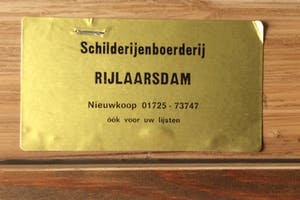 Schilderijenboerderij
RIJLAARSDAM
Nieuwkoop 01725 - 73747
óók voor uw lijsten